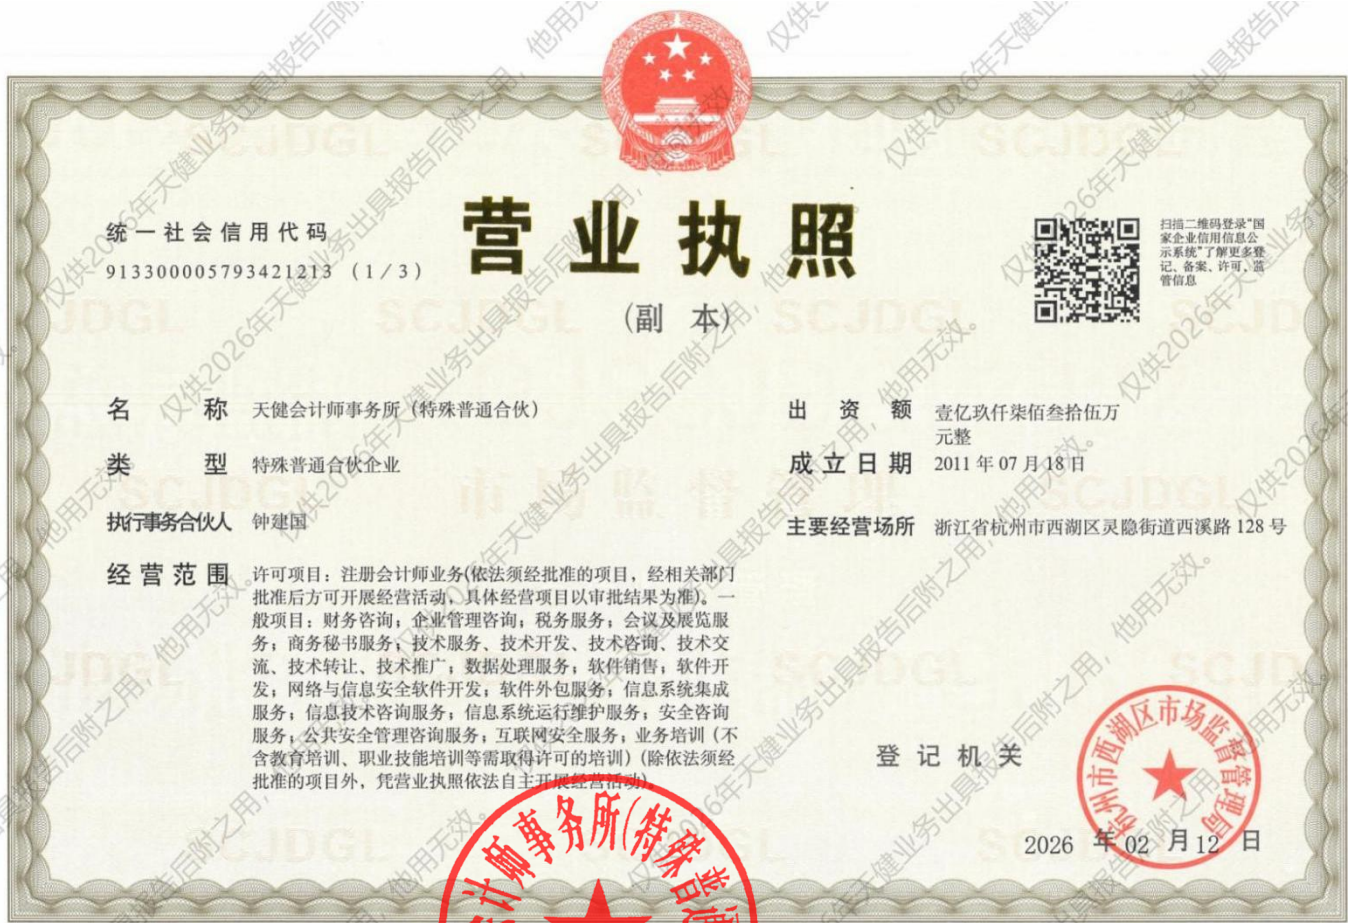 营业执照
(副 本)
统一社会信用代码
913300005793421213 (1/3)
扫描二维码登录“国
家企业信用信息公
示系统”了解更多登
记、备案、许可、监
管信息
名 称 天健会计师事务所（特殊普通合伙）
类 型 特殊普通合伙企业
执行事务合伙人 钟建国
经营范围 许可项目：注册会计师业务(依法须经批准的项目，经相关部门
批准后方可开展经营活动，具体经营项目以审批结果为准)。一
般项目：财务咨询；企业管理咨询；税务服务；会议及展览服
务；商务秘书服务；技术服务、技术开发、技术咨询、技术交
流、技术转让、技术推广；数据处理服务；软件销售；软件开
发；网络与信息安全软件开发；软件外包服务；信息系统集成
服务；信息技术咨询服务；信息系统运行维护服务；安全咨询
服务；公共安全管理咨询服务；互联网安全服务；业务培训（不
含教育培训、职业技能培训等需取得许可的培训）(除依法须经
批准的项目外，凭营业执照依法自主开展经营活动)。
出 资 额 壹亿玖仟柒佰叁拾伍万
元整
成立日期 2011 年 07 月 18 日
主要经营场所 浙江省杭州市西湖区灵隐街道西溪路 128 号
登记机关
杭州市西湖区市场监督管理局
2026 年 02 月 12 日
计师事务所(特殊普通
仅供2026年天健业务出具报告后附之用，他用无效。
SCJDGL
市场监督管理